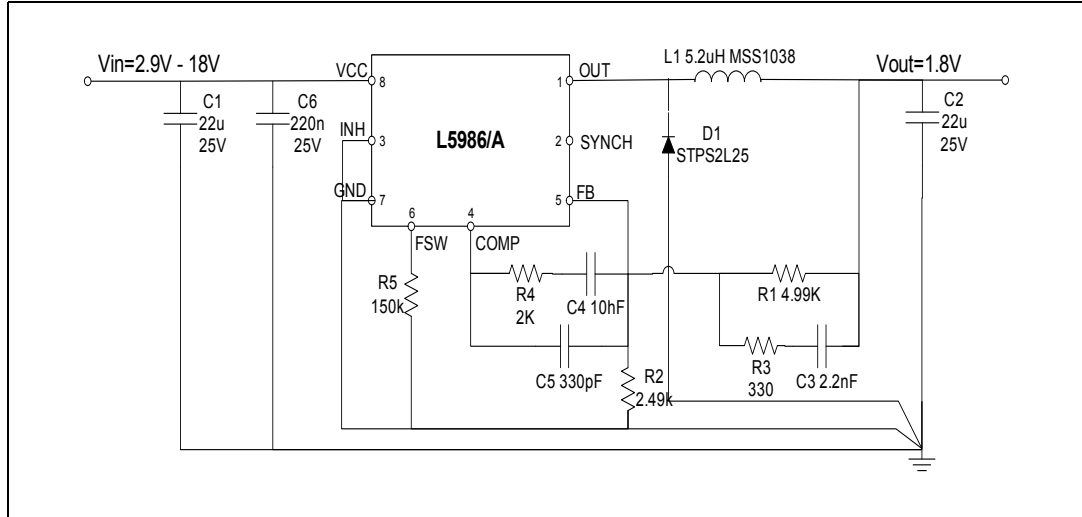 Vin=2.9V - 18V
C1
22u
25V
C6
220n
25V
VCC
8
INH
3
GND
7
L5986/A
1
OUT
2
SYNCH
5
FB
6
FSW
4
COMP
L1 5.2uH MSS1038
Vout=1.8V
C2
22u
25V
D1
STPS2L25
R5
150k
R4
2K
C4 10hF
C5 330pF
R2
2.49k
R1 4.99K
R3
330
C3 2.2nF